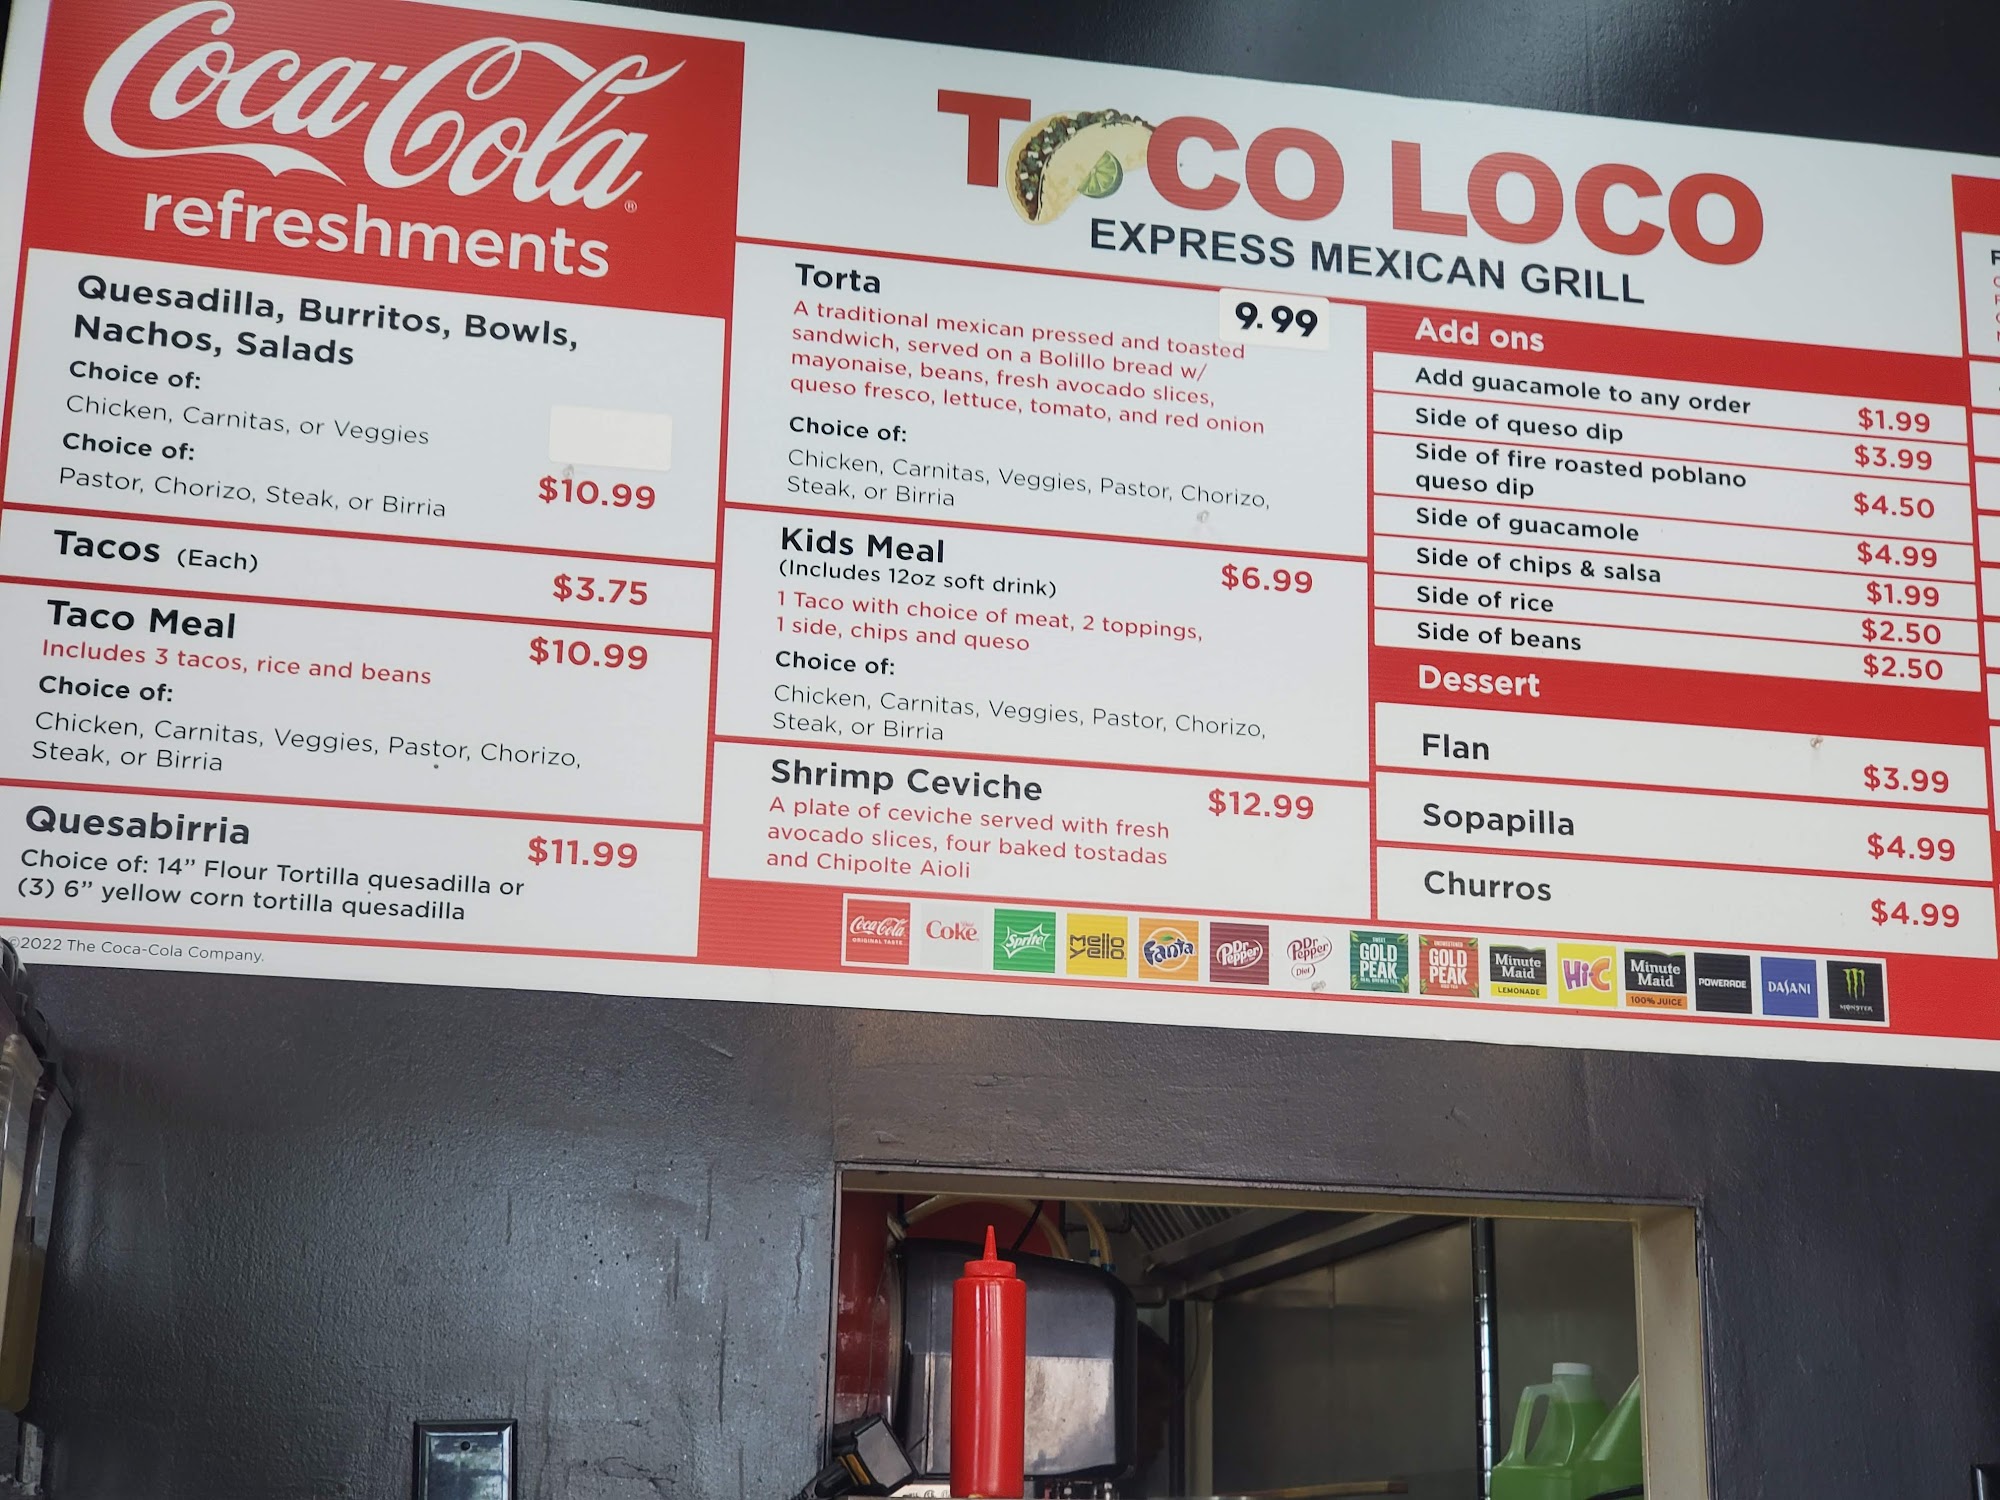 Coca-Cola
refreshments
Quesadilla, Burritos, Bowls,
Nachos, Salads
Choice of:
Chicken, Carnitas, or Veggies
Choice of:
Pastor, Chorizo, Steak, or Birria
$10.99
Tacos (Each)
$3.75
Taco Meal
$10.99
Includes 3 tacos, rice and beans
Choice of:
Chicken, Carnitas, Veggies, Pastor, Chorizo,
Steak, or Birria
Quesabirria
$11.99
Choice of: 14” Flour Tortilla quesadilla or
(3) 6” yellow corn tortilla quesadilla
©2022 The Coca-Cola Company.
TACO LOCO
EXPRESS MEXICAN GRILL
Torta
9.99
A traditional mexican pressed and toasted
sandwich, served on a Bolillo bread w/
mayonaise, beans, fresh avocado slices,
queso fresco, lettuce, tomato, and red onion
Choice of:
Chicken, Carnitas, Veggies, Pastor, Chorizo,
Steak, or Birria
Kids Meal
$6.99
(Includes 12oz soft drink)
1 Taco with choice of meat, 2 toppings,
1 side, chips and queso
Choice of:
Chicken, Carnitas, Veggies, Pastor, Chorizo,
Steak, or Birria
Shrimp Ceviche
$12.99
A plate of ceviche served with fresh
avocado slices, four baked tostadas
and Chipolte Aioli
Add ons
Add guacamole to any order
$1.99
Side of queso dip
$3.99
Side of fire roasted poblano
queso dip
$4.50
Side of guacamole
$4.99
Side of chips & salsa
$1.99
Side of rice
$2.50
Side of beans
$2.50
Dessert
Flan
$3.99
Sopapilla
$4.99
Churros
$4.99
Coca-Cola
ORIGINAL TASTE
Coke
Sprite
Mello Yello
Fanta
Dr Pepper
Dr Pepper
Diet
GOLD PEAK
GOLD PEAK
Minute Maid
LEMONADE
Hi-C
Minute Maid
100% JUICE
POWERADE
DASANI
MONSTER